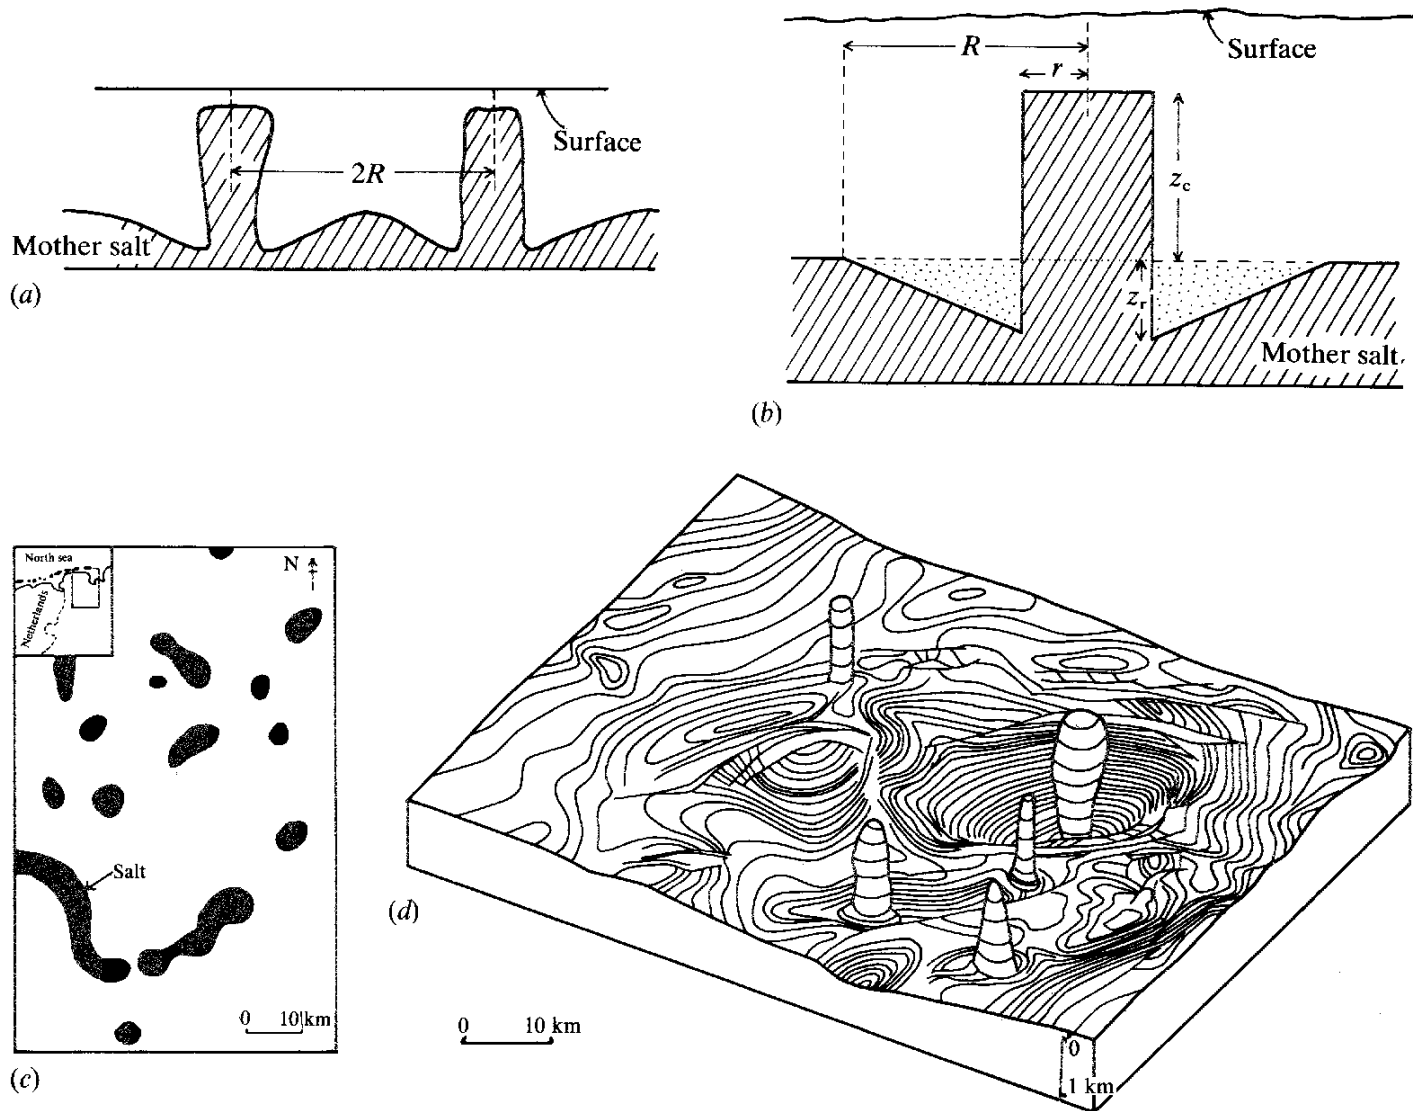 Surface
2R
Mother salt
(a)
Surface
R
r
z_c
z_r
Mother salt
(b)
North sea
Netherlands
N
Salt
0 10 km
(c)
(d)
0 10 km
0
1 km